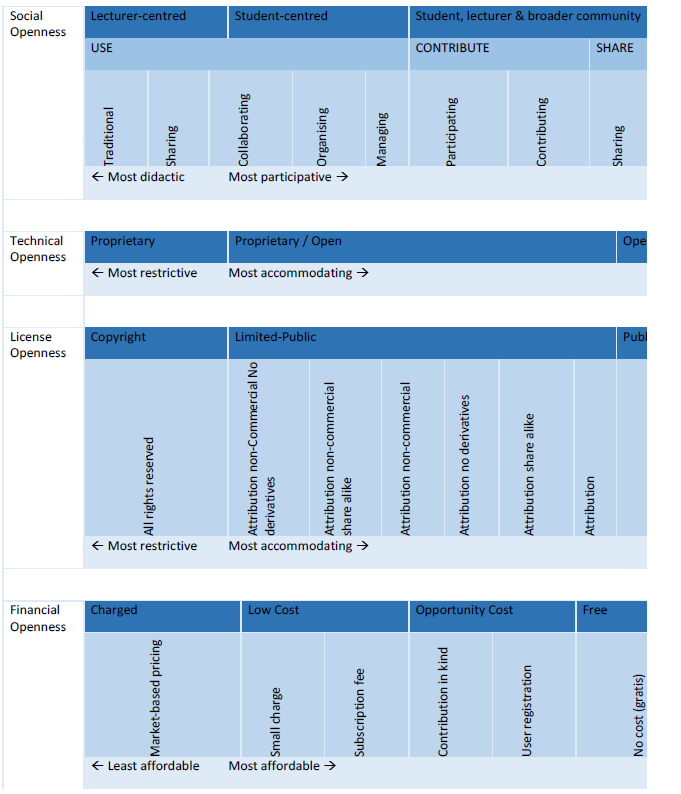 Social
Openness
Lecturer-centred
Student-centred
Student, lecturer & broader community
USE
CONTRIBUTE
SHARE
Traditional
Sharing
Collaborating
Organising
Managing
Participating
Contributing
Sharing
← Most didactic
Most participative →
Technical
Openness
Proprietary
Proprietary / Open
Ope
← Most restrictive
Most accommodating →
License
Openness
Copyright
Limited-Public
Publ
All rights reserved
Attribution non-Commercial No
derivatives
Attribution non-commercial
share alike
Attribution non-commercial
Attribution no derivatives
Attribution share alike
Attribution
← Most restrictive
Most accommodating →
Financial
Openness
Charged
Low Cost
Opportunity Cost
Free
Market-based pricing
Small charge
Subscription fee
Contribution in kind
User registration
No cost (gratis)
← Least affordable
Most affordable →